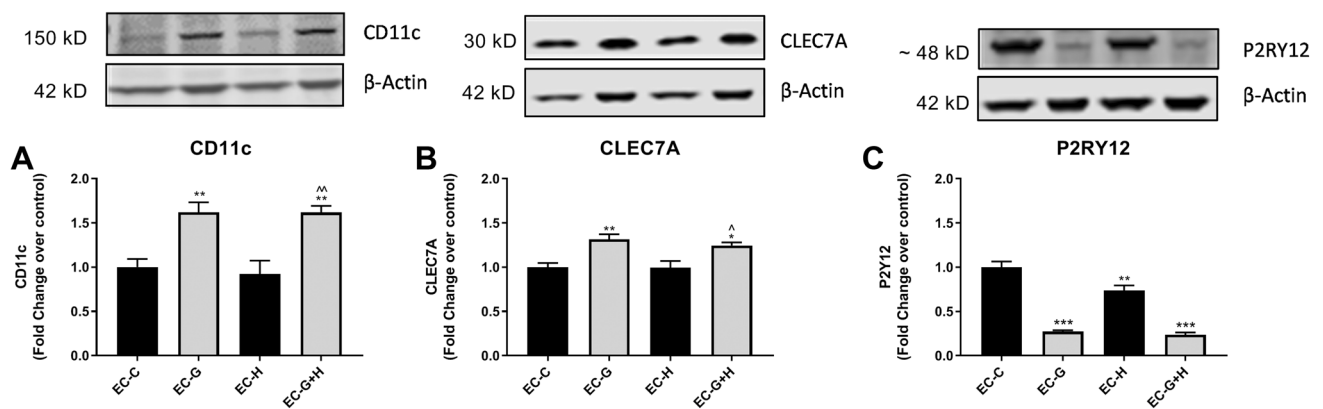 150 kD
CD11c
42 kD
β-Actin
30 kD
CLEC7A
42 kD
β-Actin
~ 48 kD
P2RY12
42 kD
β-Actin
A
CD11c
CD11c
(Fold Change over control)
2.0
1.5
1.0
0.5
0.0
**
^^
**
EC-C
EC-G
EC-H
EC-G+H
B
CLEC7A
CLEC7A
(Fold Change over control)
2.0
1.5
1.0
0.5
0.0
**
^
*
EC-C
EC-G
EC-H
EC-G+H
C
P2RY12
P2Y12
(Fold Change over control)
2.0
1.5
1.0
0.5
0.0
***
**
***
EC-C
EC-G
EC-H
EC-G+H